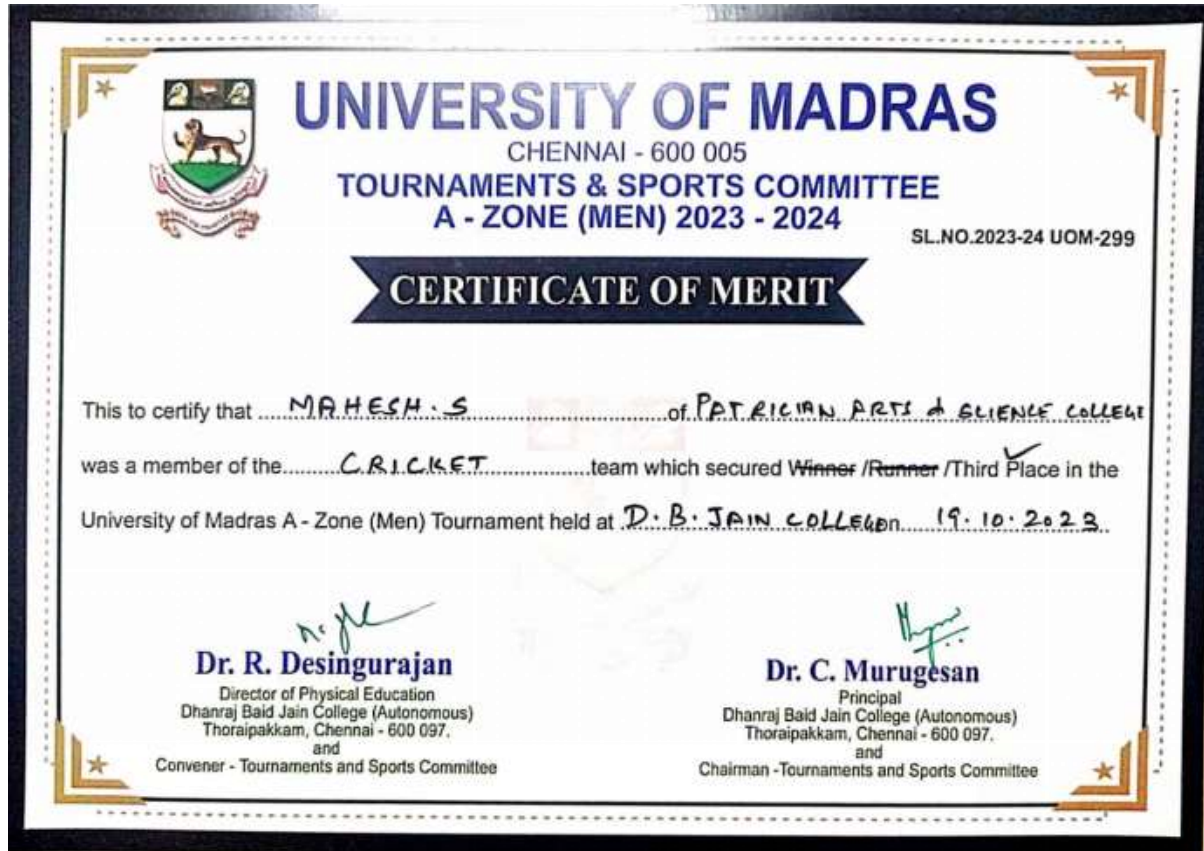 UNIVERSITY OF MADRAS
CHENNAI - 600 005
TOURNAMENTS & SPORTS COMMITTEE
A - ZONE (MEN) 2023 - 2024
SL.NO.2023-24 UOM-299
CERTIFICATE OF MERIT
This to certify that MAHESH.S of PATRICIAN ARTS & SCIENCE COLLEGE
was a member of the CRICKET team which secured Winner /Runner /Third Place in the
University of Madras A - Zone (Men) Tournament held at D.B.JAIN COLLEGE on 19.10.2023
Dr. R. Desingurajan
Director of Physical Education
Dhanraj Baid Jain College (Autonomous)
Thoraipakkam, Chennai - 600 097.
and
Convener - Tournaments and Sports Committee
Dr. C. Murugesan
Principal
Dhanraj Baid Jain College (Autonomous)
Thoraipakkam, Chennai - 600 097.
and
Chairman -Tournaments and Sports Committee